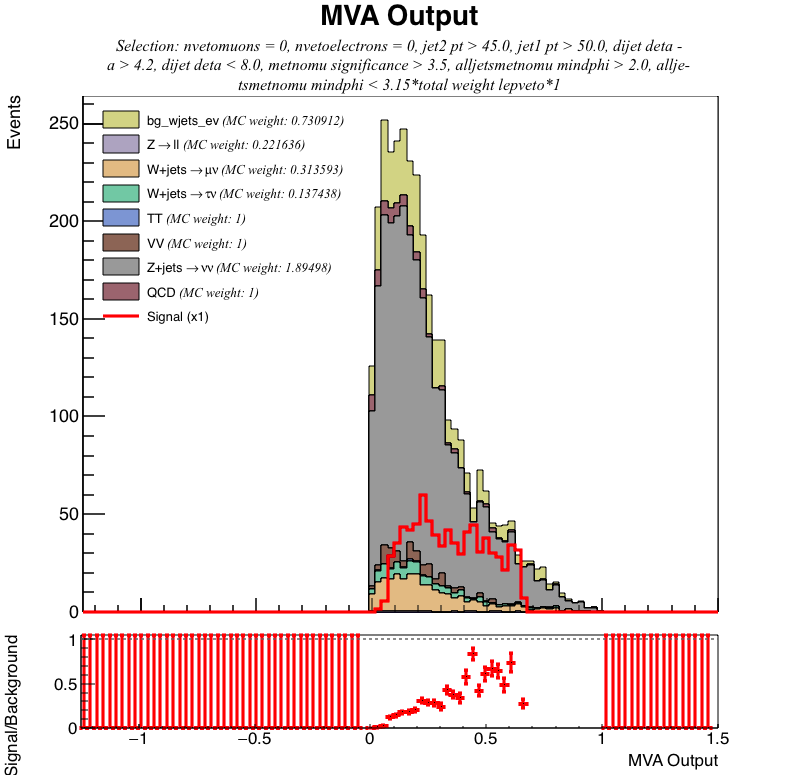 MVA Output
Selection: nvetomuons = 0, nvetoelectrons = 0, jet2 pt > 45.0, jet1 pt > 50.0, dijet deta -
a > 4.2, dijet deta < 8.0, metnomu significance > 3.5, alljetsmetnomu mindphi > 2.0, allje-
tsmetnomu mindphi < 3.15*total weight lepveto*1
Events
250
200
150
100
50
0
bg_wjets_ev (MC weight: 0.730912)
Z → ll (MC weight: 0.221636)
W+jets → μν (MC weight: 0.313593)
W+jets → τν (MC weight: 0.137438)
TT (MC weight: 1)
VV (MC weight: 1)
Z+jets → νν (MC weight: 1.89498)
QCD (MC weight: 1)
Signal (x1)
Signal/Background
1
0.5
0
−1 −0.5 0 0.5 1 1.5
MVA Output